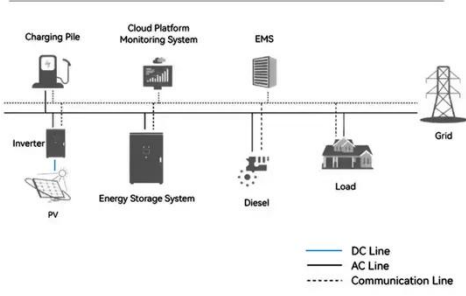 Cloud Platform
Monitoring System
Charging Pile
EMS
Inverter
Grid
PV
Energy Storage System
Diesel
Load
DC Line
AC Line
Communication Line